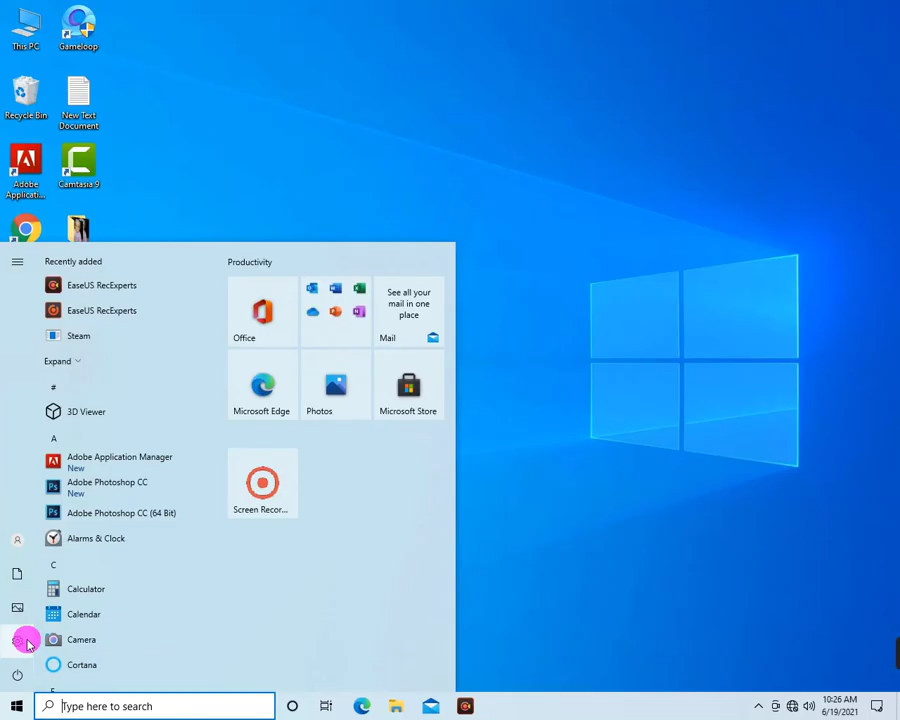 This PC
Gameloop
Recycle Bin
New Text
Document
Adobe
Applicati...
Camtasia 9
Recently added
EaseUS RecExperts
EaseUS RecExperts
Steam
Expand
#
3D Viewer
A
Adobe Application Manager
New
Adobe Photoshop CC
New
Adobe Photoshop CC (64 Bit)
Alarms & Clock
C
Calculator
Calendar
Camera
Cortana
Productivity
Office
See all your
mail in one
place
Mail
Microsoft Edge
Photos
Microsoft Store
Screen Recor...
Type here to search
10:26 AM
6/19/2021